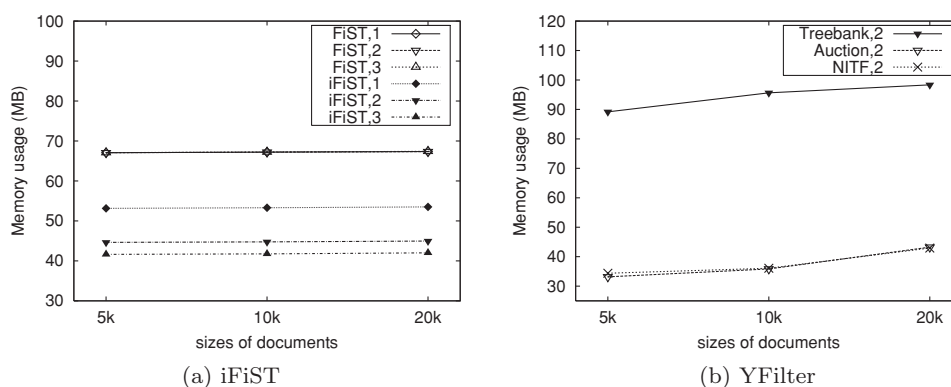 100
90
80
70
60
50
40
30
Memory usage (MB)
FiST,1
FiST,2
FiST,3
iFiST,1
iFiST,2
iFiST,3
5k 10k 20k
sizes of documents
(a) iFiST
120
110
100
90
80
70
60
50
40
30
Memory usage (MB)
Treebank,2
Auction,2
NITF,2
5k 10k 20k
sizes of documents
(b) YFilter